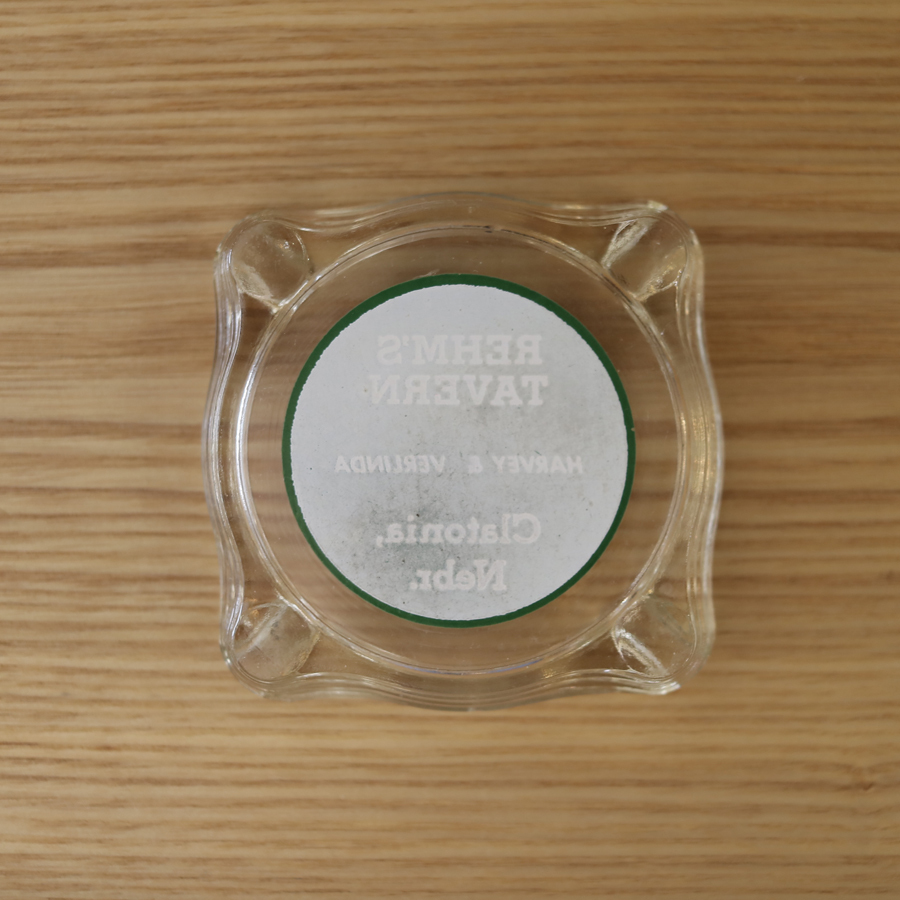 REHM'S
TAVERN
HARVEY & VERLINDA
Clatonia,
Nebr.